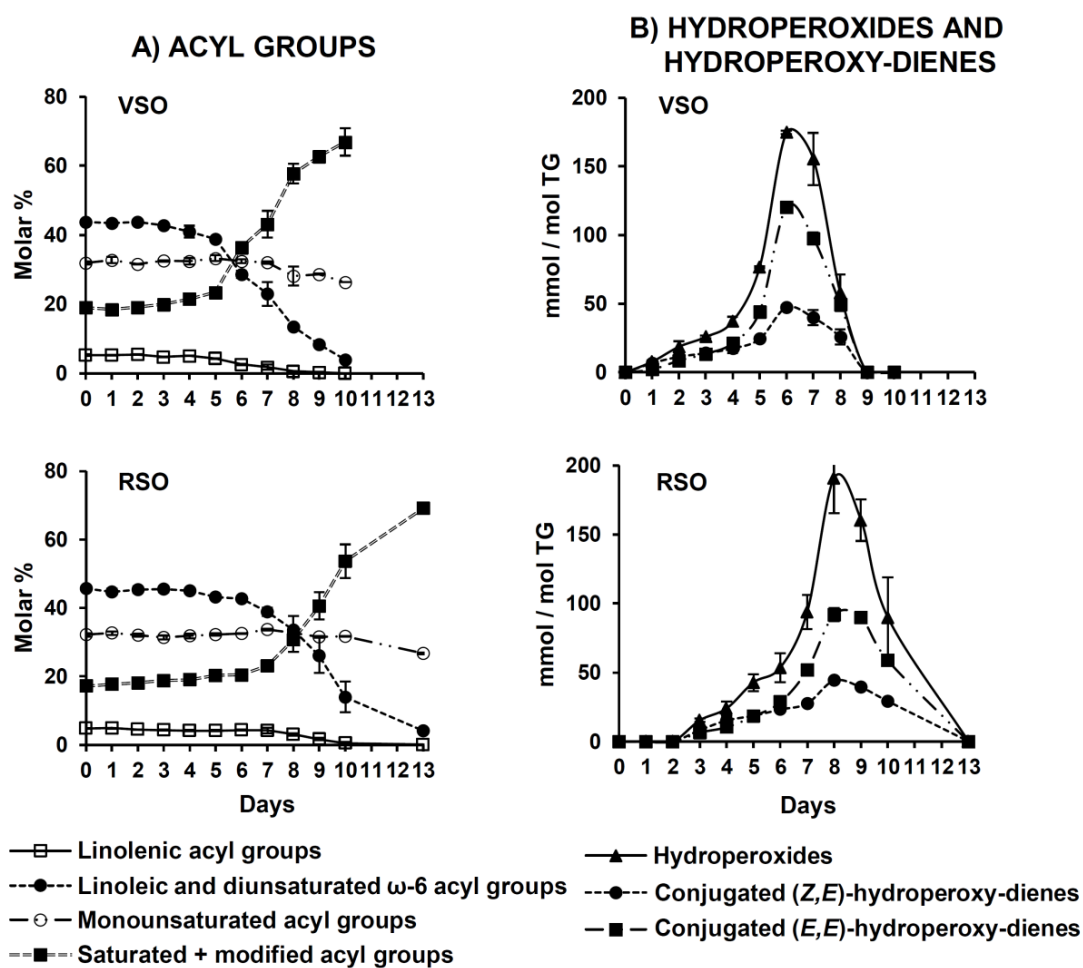 A) ACYL GROUPS
VSO
Molar %
80
60
40
20
0
0 1 2 3 4 5 6 7 8 9 10 11 12 13
RSO
Molar %
80
60
40
20
0
0 1 2 3 4 5 6 7 8 9 10 11 12 13
Days
Linolenic acyl groups
Linoleic and diunsaturated ω-6 acyl groups
Monounsaturated acyl groups
Saturated + modified acyl groups
B) HYDROPEROXIDES AND
HYDROPEROXY-DIENES
VSO
mmol / mol TG
200
150
100
50
0
0 1 2 3 4 5 6 7 8 9 10 11 12 13
RSO
mmol / mol TG
200
150
100
50
0
0 1 2 3 4 5 6 7 8 9 10 11 12 13
Days
Hydroperoxides
Conjugated (Z,E)-hydroperoxy-dienes
Conjugated (E,E)-hydroperoxy-dienes